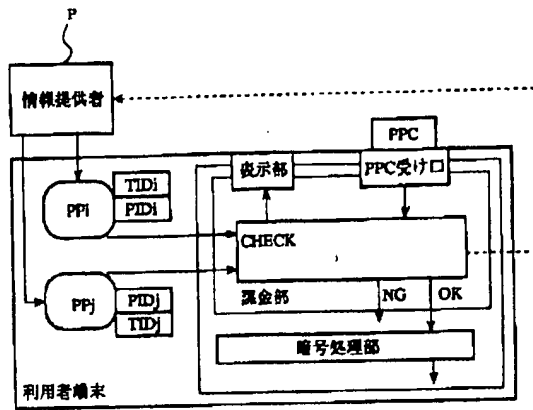 P
情報提供者
PPC
表示部
PPC受け口
TIDi
PPi
PIDi
CHECK
PPj
PIDj
TIDj
課金部
NG
OK
暗号処理部
利用者端末